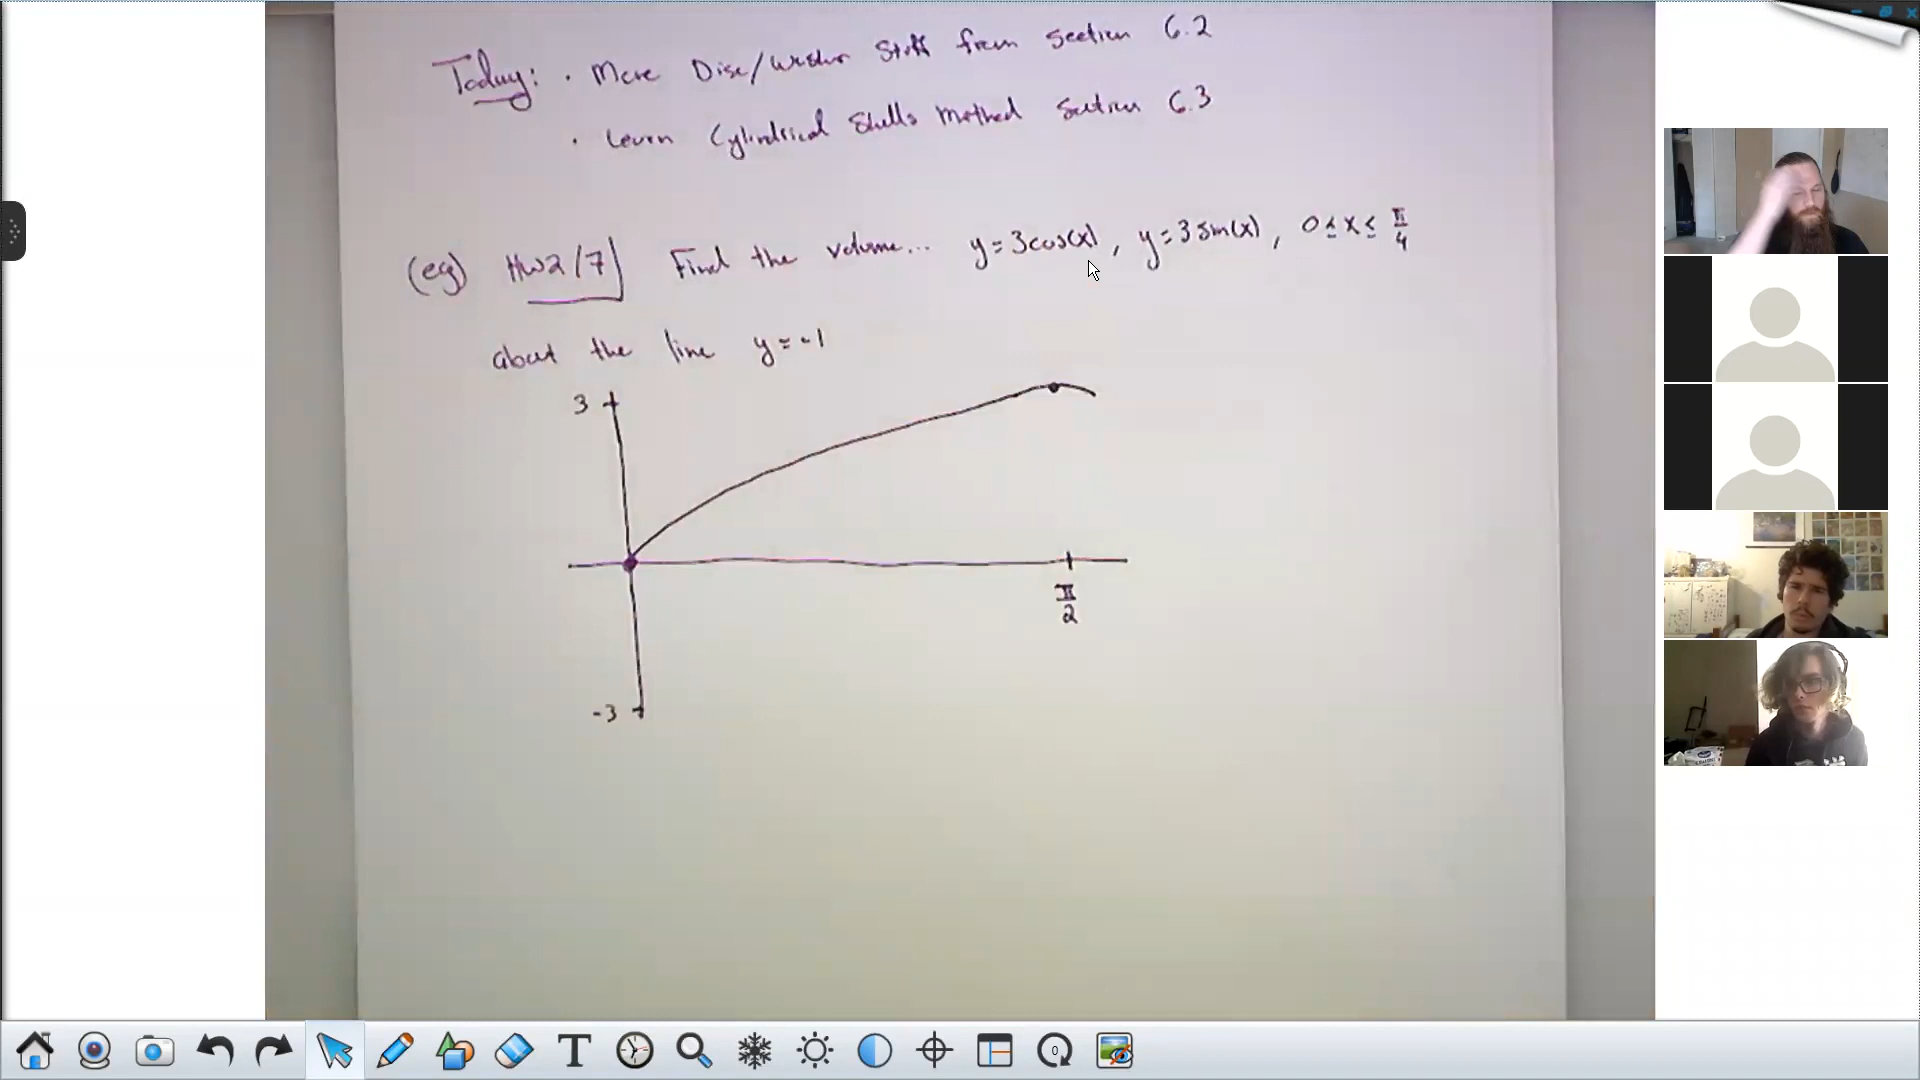 Today: · More Disc/Washer Stuff from section 6.2
· Learn Cylindrical Shells Method Section 6.3
(eg) HW2/7 Find the volume... y=3cos(x), y=3sin(x), 0≤x≤π/4
about the line y=-1
3
π/2
-3
T
0